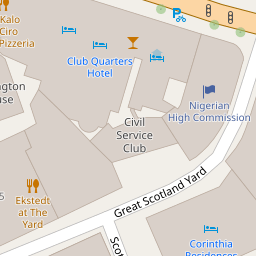 Kalo
Ciro
Pizzeria
Club Quarters
Hotel
Nigerian
High Commission
Civil
Service
Club
Great Scotland Yard
Ekstedt
at The
Yard
Corinthia
Residences